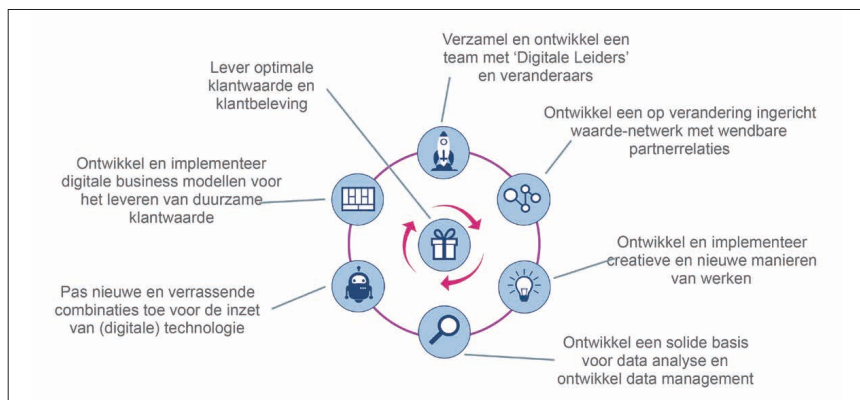 Verzamel en ontwikkel een
team met ‘Digitale Leiders’
en veranderaars
Lever optimale
klantwaarde en
klantbeleving
Ontwikkel een op verandering ingericht
waarde-netwerk met wendbare
partnerrelaties
Ontwikkel en implementeer
digitale business modellen voor
het leveren van duurzame
klantwaarde
Ontwikkel en implementeer
creatieve en nieuwe manieren
van werken
Pas nieuwe en verrassende
combinaties toe voor de inzet
van (digitale) technologie
Ontwikkel een solide basis
voor data analyse en
ontwikkel data management